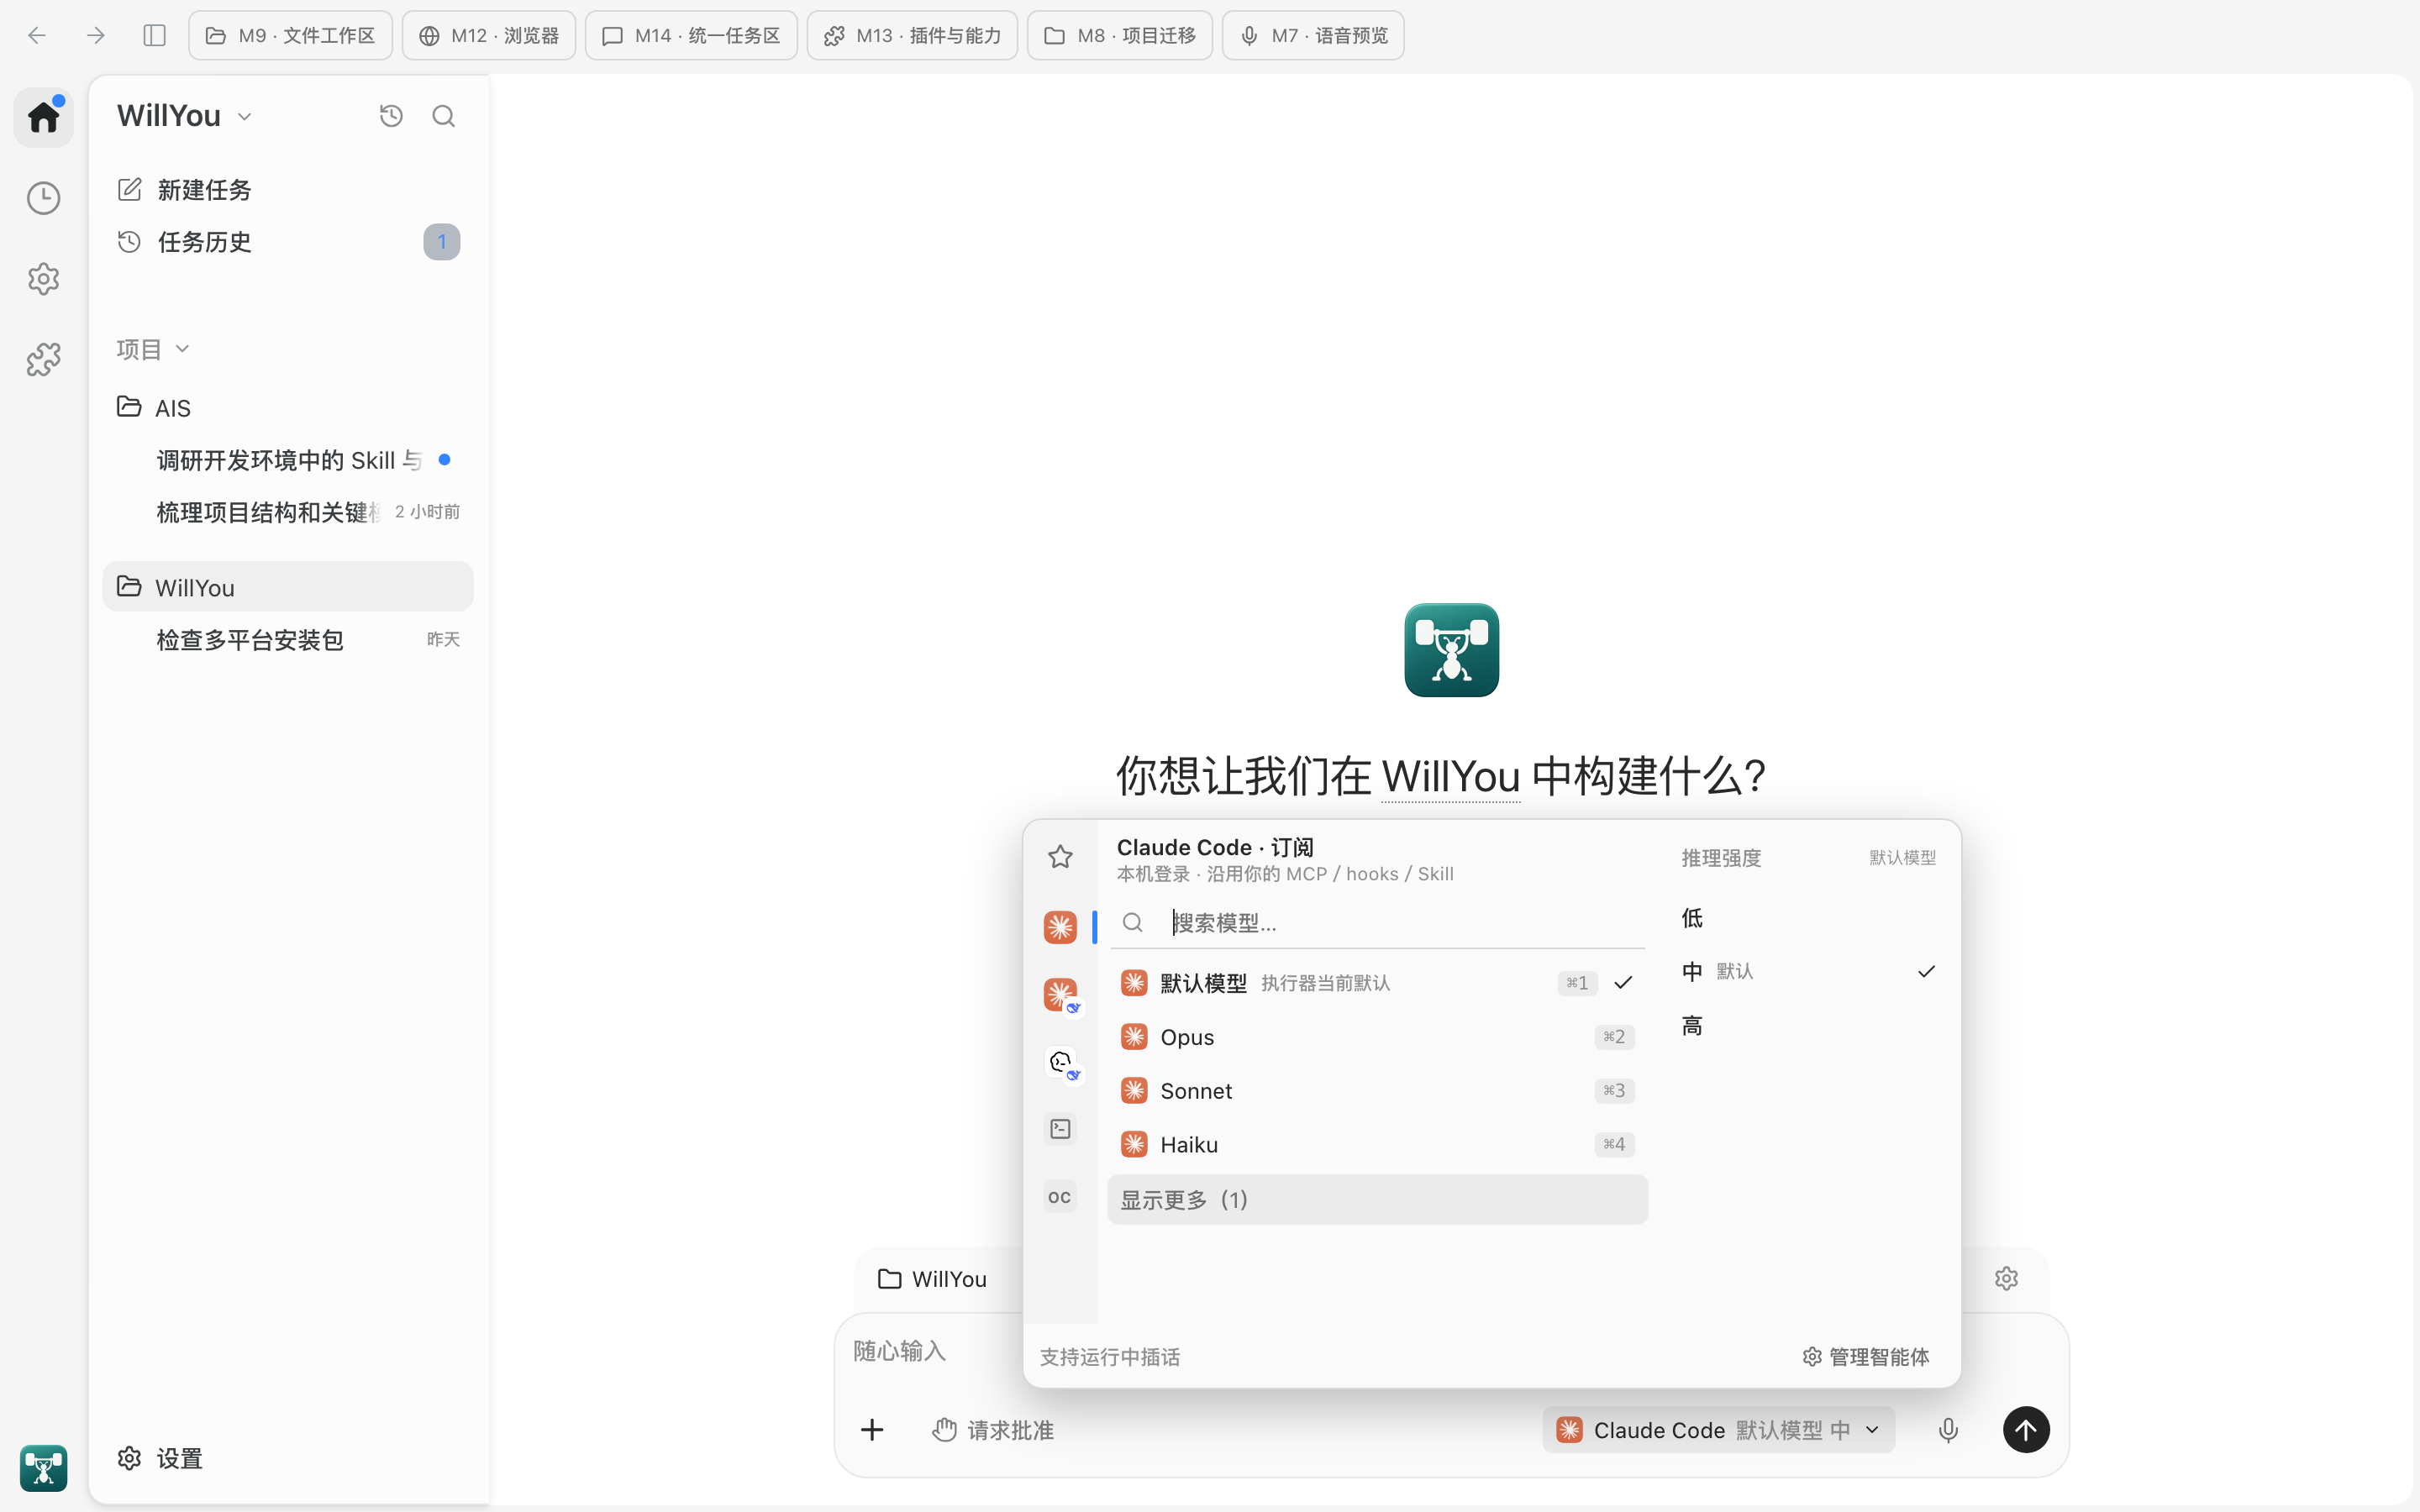 M9 · 文件工作区
M12 · 浏览器
M14 · 统一任务区
M13 · 插件与能力
M8 · 项目迁移
M7 · 语音预览
WillYou
新建任务
任务历史 1
项目
AIS
调研开发环境中的 Skill 与
梳理项目结构和关键 2 小时前
WillYou
检查多平台安装包 昨天
设置
你想让我们在 WillYou 中构建什么?
Claude Code · 订阅
本机登录 · 沿用你的 MCP / hooks / Skill
搜索模型...
默认模型 执行器当前默认 ⌘1
Opus ⌘2
Sonnet ⌘3
Haiku ⌘4
显示更多（1）
OC
推理强度 默认模型
低
中 默认
高
支持运行中插话
管理智能体
WillYou
随心输入
请求批准
Claude Code 默认模型 中